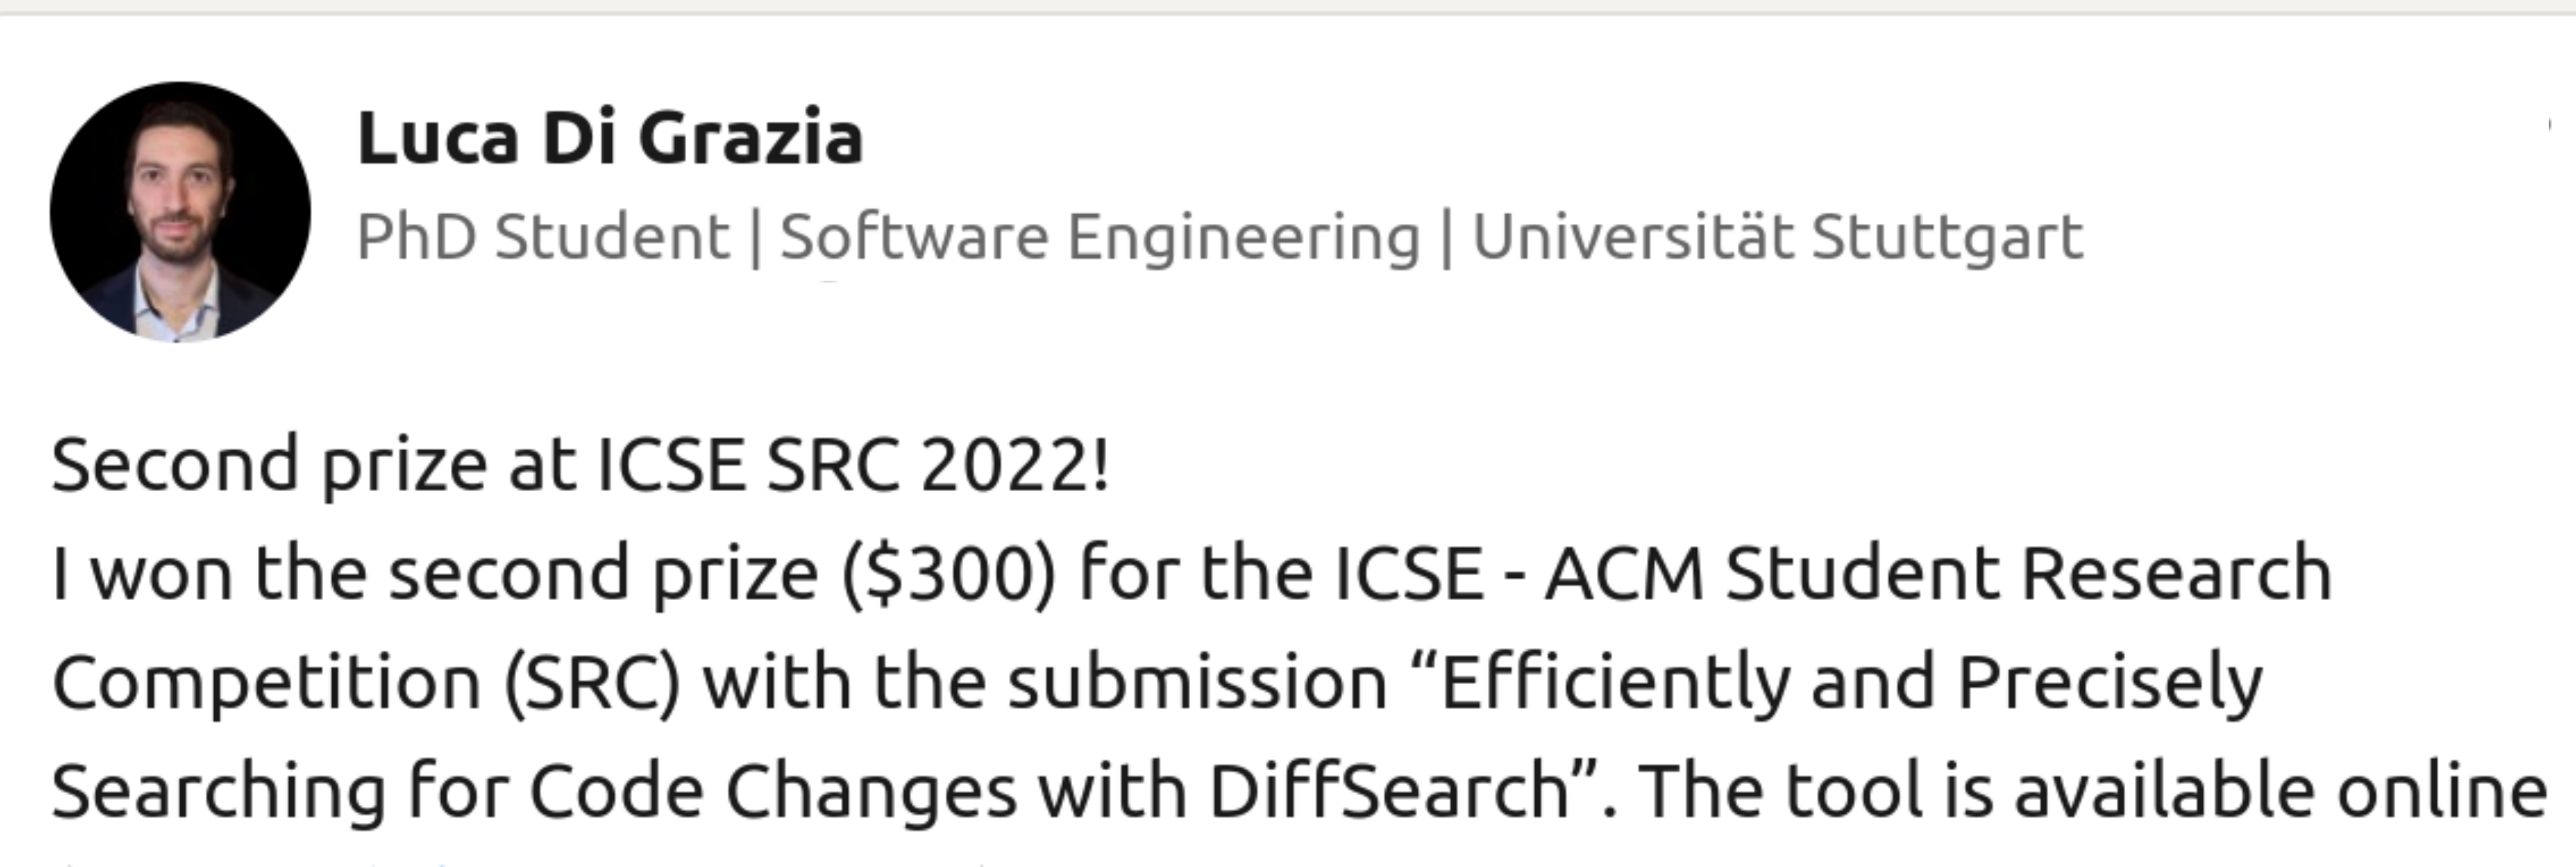 Luca Di Grazia
PhD Student | Software Engineering | Universität Stuttgart
Second prize at ICSE SRC 2022!
I won the second prize ($300) for the ICSE - ACM Student Research
Competition (SRC) with the submission “Efficiently and Precisely
Searching for Code Changes with DiffSearch”. The tool is available online